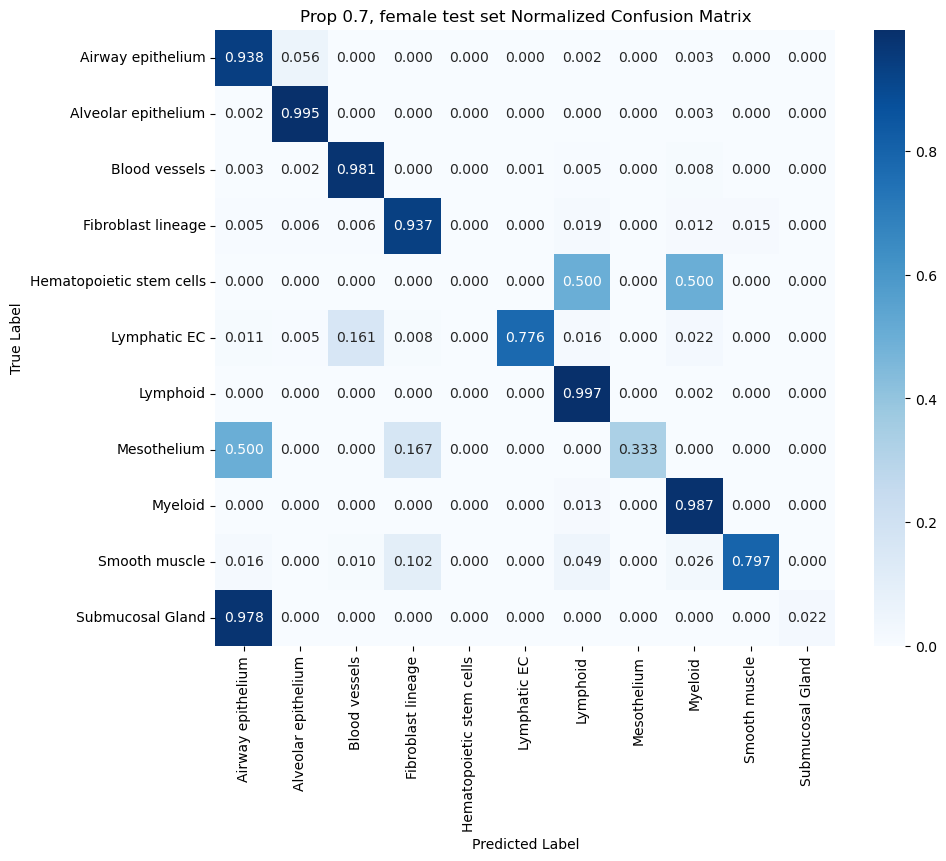 Prop 0.7, female test set Normalized Confusion Matrix
Airway epithelium 0.938 0.056 0.000 0.000 0.000 0.000 0.002 0.000 0.003 0.000 0.000
Alveolar epithelium 0.002 0.995 0.000 0.000 0.000 0.000 0.000 0.000 0.003 0.000 0.000
Blood vessels 0.003 0.002 0.981 0.000 0.000 0.001 0.005 0.000 0.008 0.000 0.000
Fibroblast lineage 0.005 0.006 0.006 0.937 0.000 0.000 0.019 0.000 0.012 0.015 0.000
Hematopoietic stem cells 0.000 0.000 0.000 0.000 0.000 0.000 0.500 0.000 0.500 0.000 0.000
Lymphatic EC 0.011 0.005 0.161 0.008 0.000 0.776 0.016 0.000 0.022 0.000 0.000
Lymphoid 0.000 0.000 0.000 0.000 0.000 0.000 0.997 0.000 0.002 0.000 0.000
Mesothelium 0.500 0.000 0.000 0.167 0.000 0.000 0.000 0.333 0.000 0.000 0.000
Myeloid 0.000 0.000 0.000 0.000 0.000 0.000 0.013 0.000 0.987 0.000 0.000
Smooth muscle 0.016 0.000 0.010 0.102 0.000 0.000 0.049 0.000 0.026 0.797 0.000
Submucosal Gland 0.978 0.000 0.000 0.000 0.000 0.000 0.000 0.000 0.000 0.000 0.022
True Label
Airway epithelium
Alveolar epithelium
Blood vessels
Fibroblast lineage
Hematopoietic stem cells
Lymphatic EC
Lymphoid
Mesothelium
Myeloid
Smooth muscle
Submucosal Gland
Predicted Label
0.8
0.6
0.4
0.2
0.0